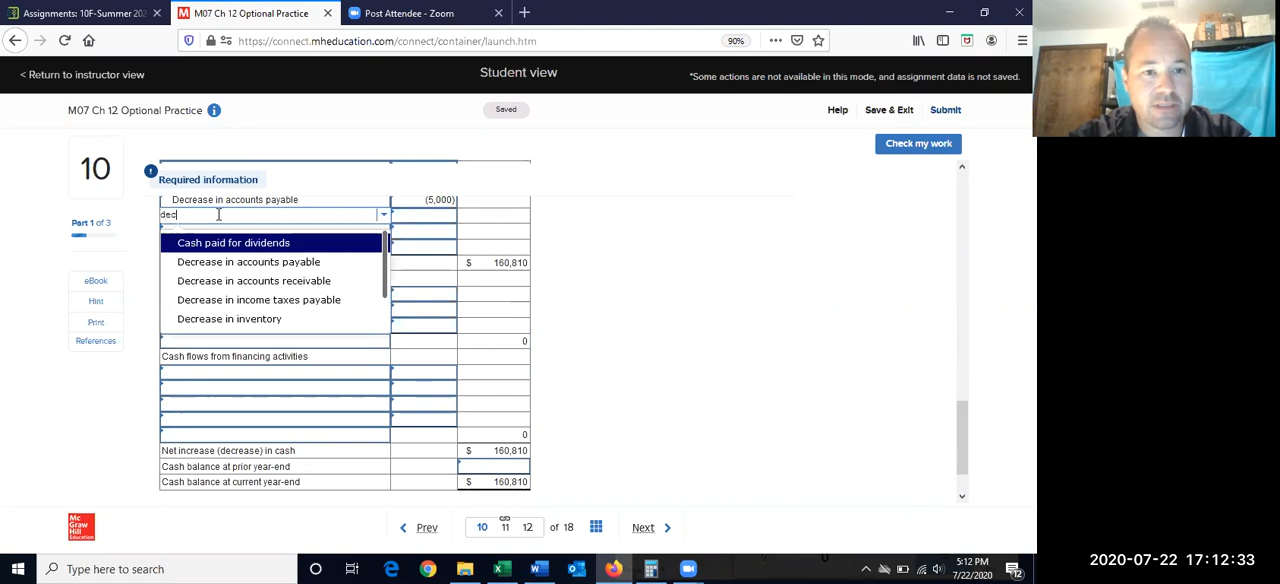 Assignments: 10F-Summer 202
M07 Ch 12 Optional Practice
Post Attendee - Zoom
https://connect.mheducation.com/connect/container/launch.htm
90%
< Return to instructor view
Student view
*Some actions are not available in this mode, and assignment data is not saved.
M07 Ch 12 Optional Practice
Saved
Help
Save & Exit
Submit
Check my work
10
Required information
Part 1 of 3
eBook
Hint
Print
References
Decrease in accounts payable (5,000)
dec
Cash paid for dividends
Decrease in accounts payable
$ 160,810
Decrease in accounts receivable
Decrease in income taxes payable
Decrease in inventory
0
Cash flows from financing activities
0
Net increase (decrease) in cash $ 160,810
Cash balance at prior year-end
Cash balance at current year-end $ 160,810
Mc
Graw
Hill
Education
< Prev
10 11 12 of 18
Next >
Type here to search
5:12 PM
7/22/2020
12
2020-07-22 17:12:33